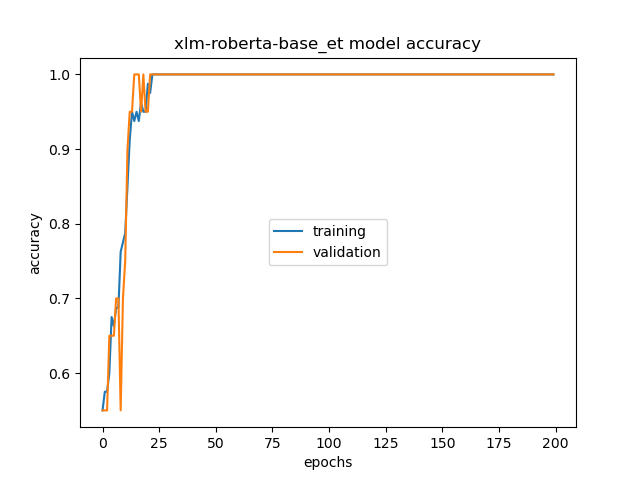 xlm-roberta-base_et model accuracy
1.0
0.9
0.8
0.7
0.6
accuracy
training
validation
0 25 50 75 100 125 150 175 200
epochs